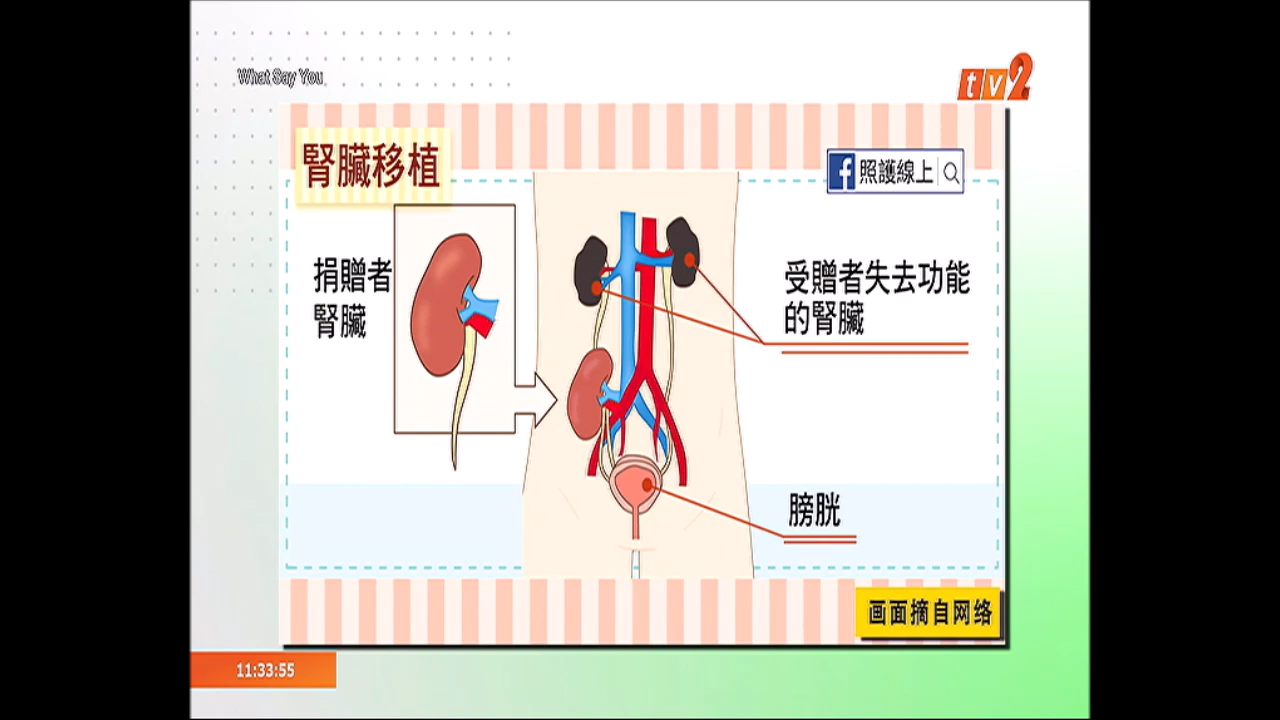 What Say You
tv2
腎臟移植
照護線上
捐贈者
腎臟
受贈者失去功能
的腎臟
膀胱
画面摘自网络
11:33:55